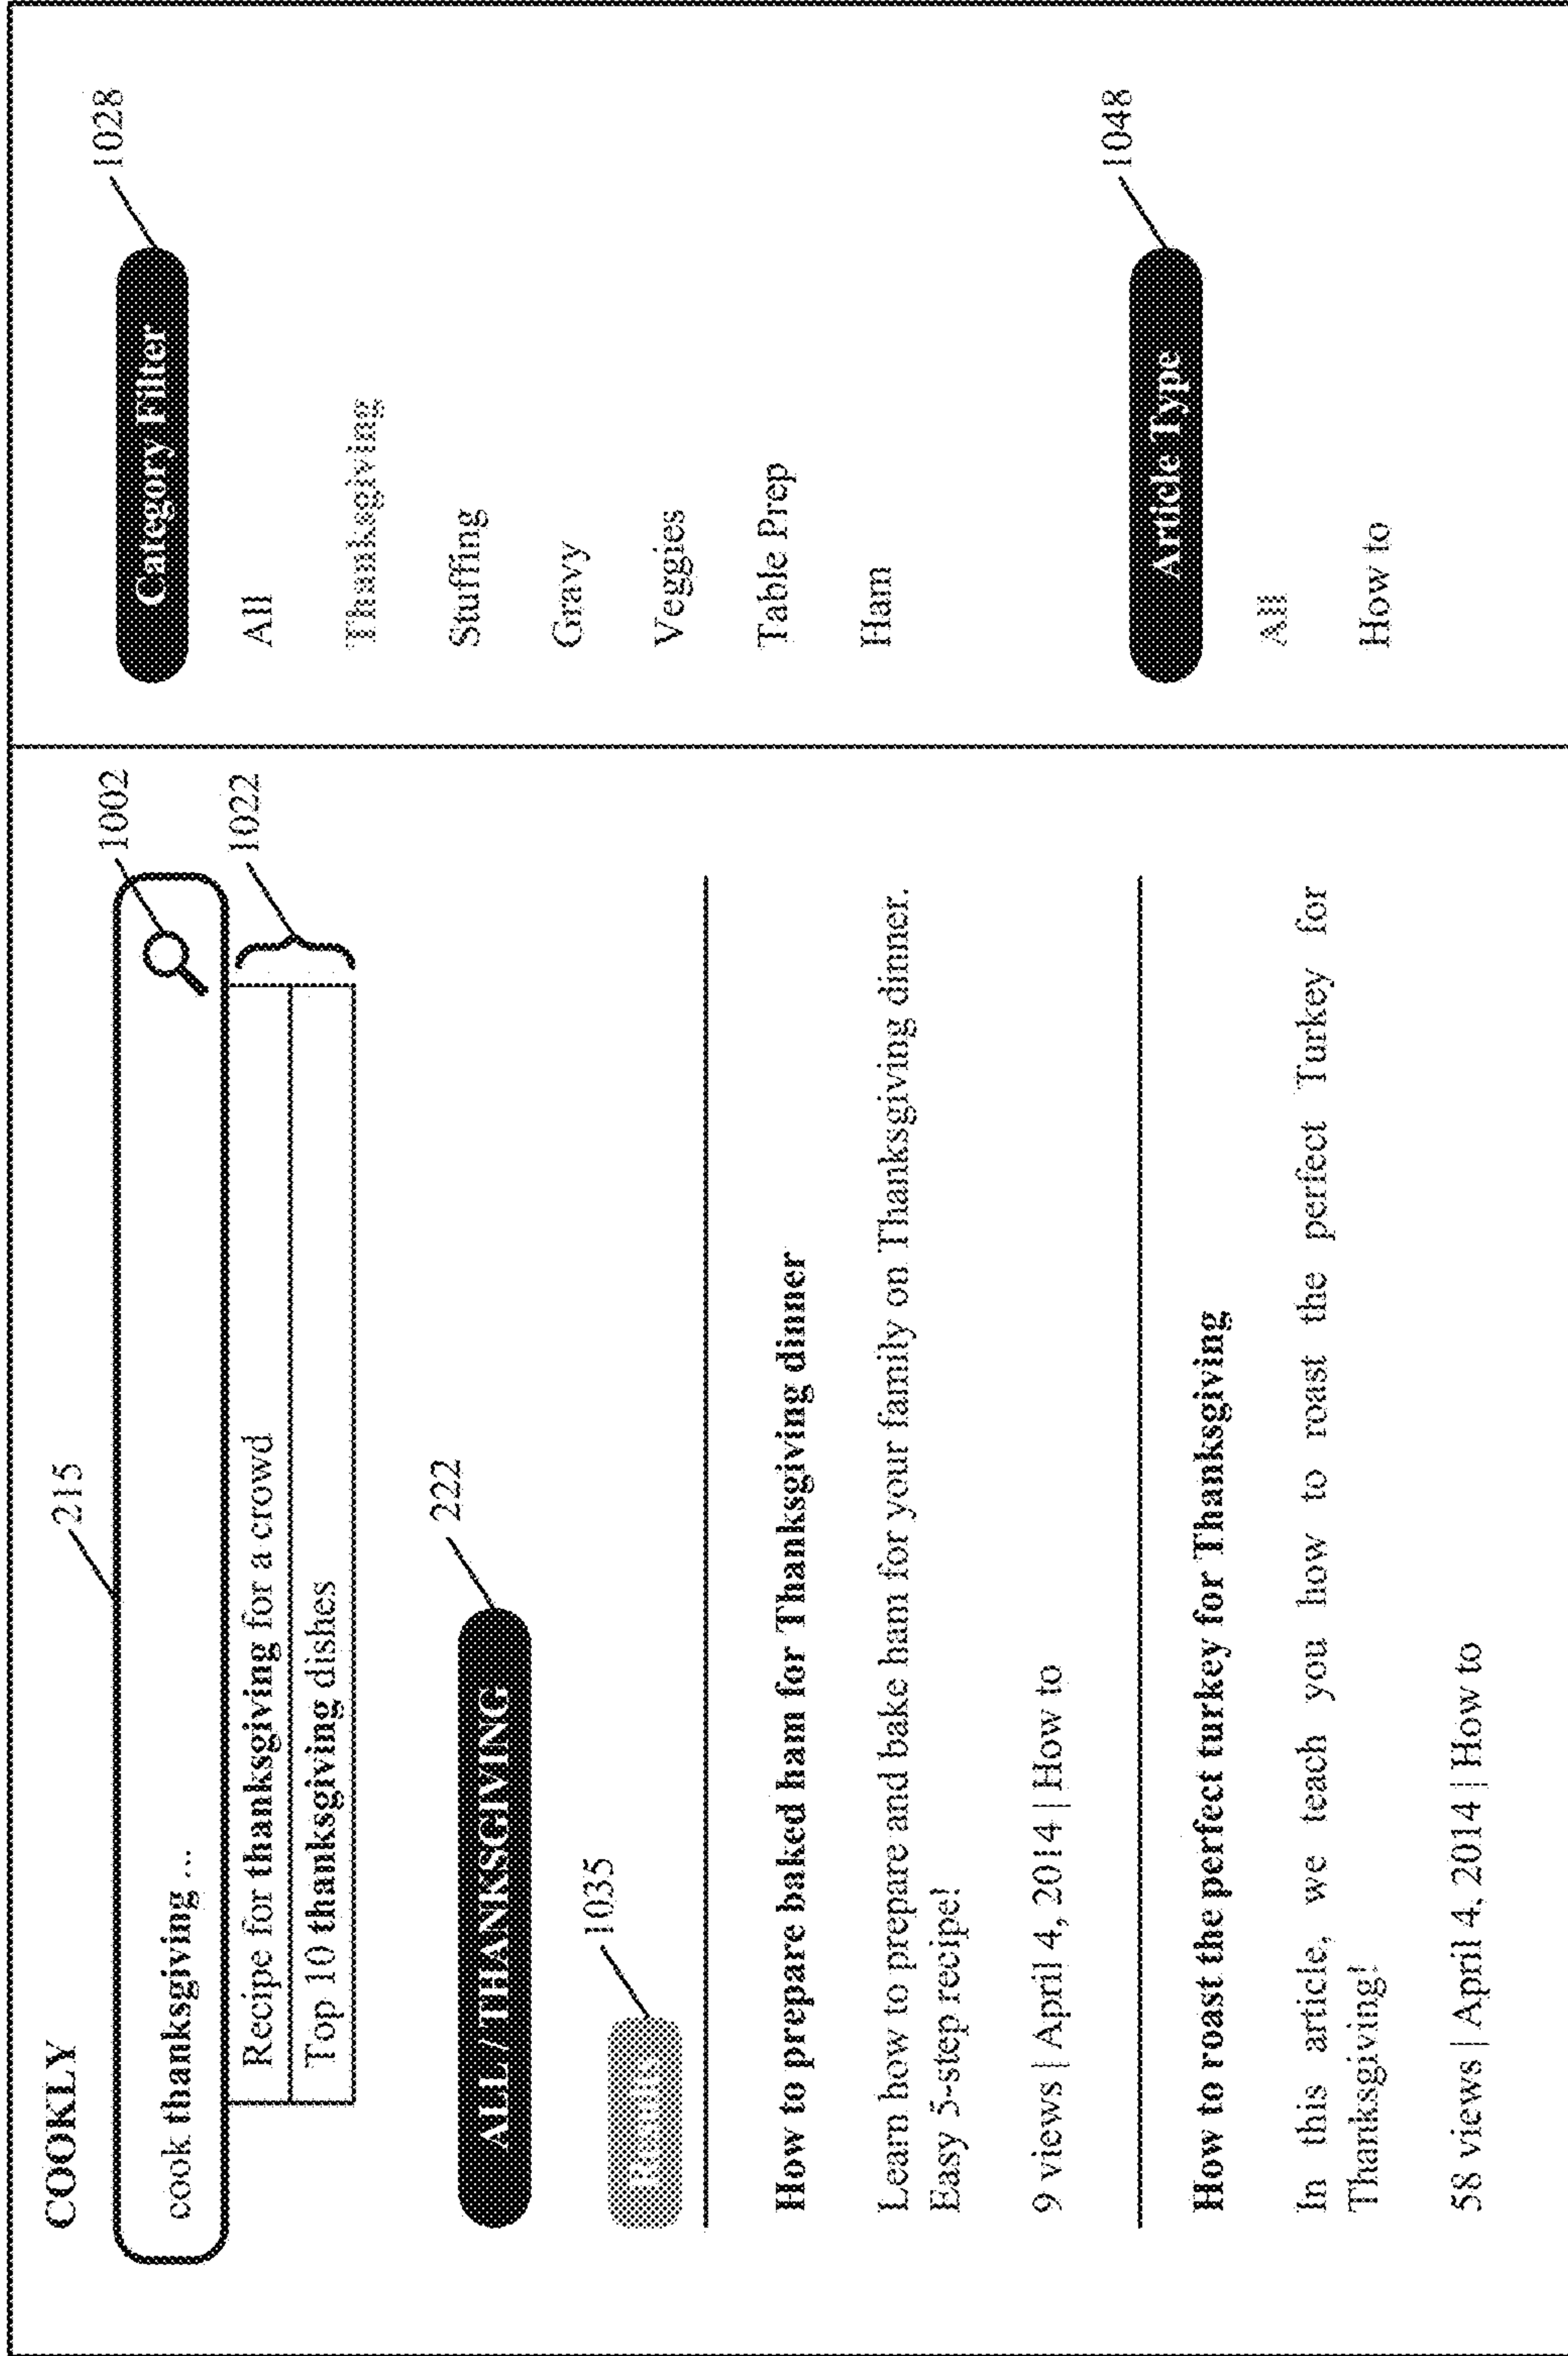 COOKLY
215
1002
cook thanksgiving ...
1022
Recipe for thanksgiving for a crowd
Top 10 thanksgiving dishes
222
ALL / THANKSGIVING
1035
Results
How to prepare baked ham for Thanksgiving dinner
Learn how to prepare and bake ham for your family on Thanksgiving dinner.
Easy 5-step recipe!
9 views | April 4, 2014 | How to
How to roast the perfect turkey for Thanksgiving
In this article, we teach you how to roast the perfect Turkey for
Thanksgiving!
58 views | April 4, 2014 | How to
1028
Category Filter
All
Thanksgiving
Stuffing
Gravy
Veggies
Table Prep
Ham
1048
Article Type
All
How to